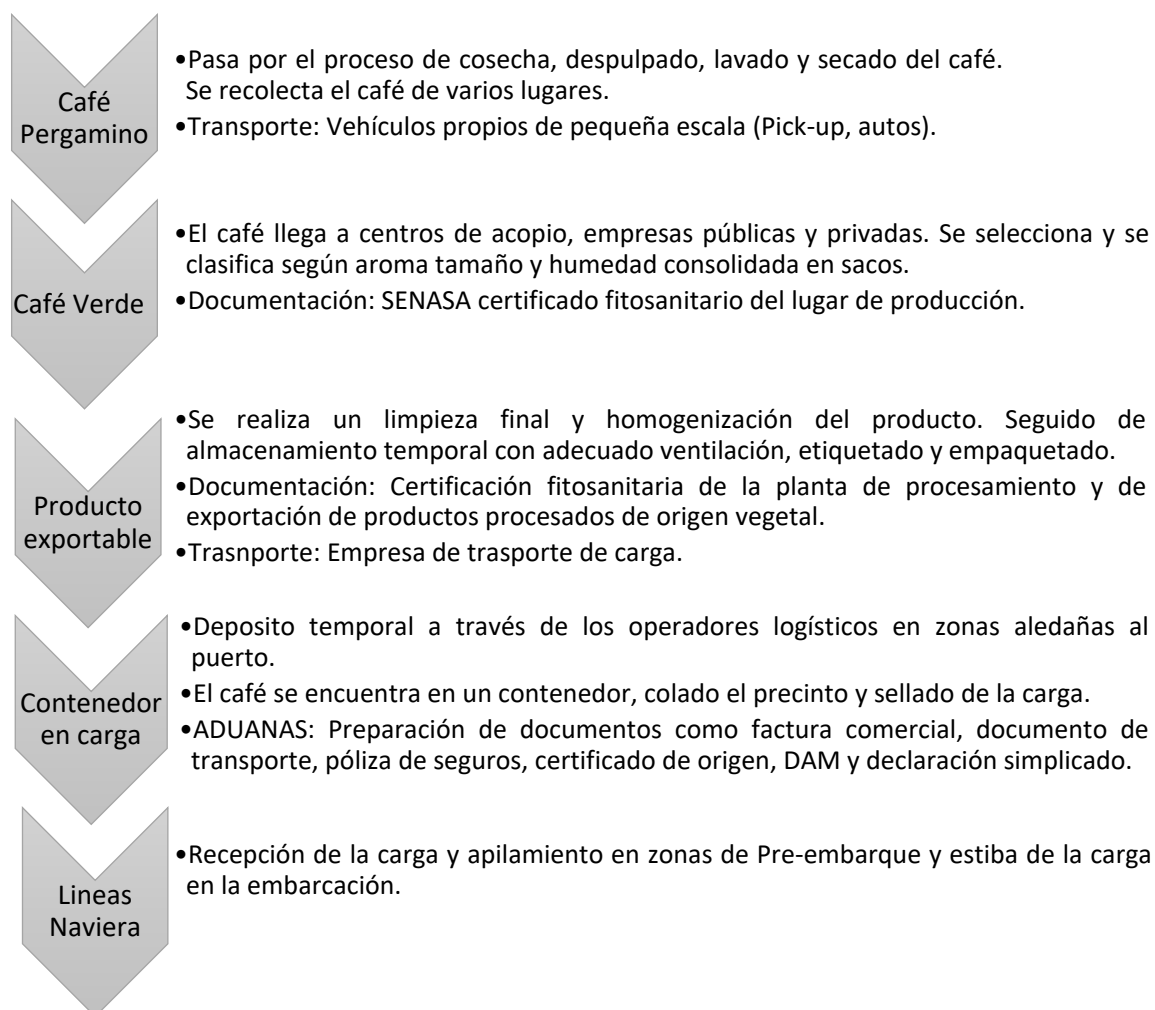 Café
Pergamino
•Pasa por el proceso de cosecha, despulpado, lavado y secado del café.
Se recolecta el café de varios lugares.
•Transporte: Vehículos propios de pequeña escala (Pick-up, autos).
Café Verde
•El café llega a centros de acopio, empresas públicas y privadas. Se selecciona y se
clasifica según aroma tamaño y humedad consolidada en sacos.
•Documentación: SENASA certificado fitosanitario del lugar de producción.
Producto
exportable
•Se realiza un limpieza final y homogenización del producto. Seguido de
almacenamiento temporal con adecuado ventilación, etiquetado y empaquetado.
•Documentación: Certificación fitosanitaria de la planta de procesamiento y de
exportación de productos procesados de origen vegetal.
•Trasnporte: Empresa de trasporte de carga.
Contenedor
en carga
•Deposito temporal a través de los operadores logísticos en zonas aledañas al
puerto.
•El café se encuentra en un contenedor, colado el precinto y sellado de la carga.
•ADUANAS: Preparación de documentos como factura comercial, documento de
transporte, póliza de seguros, certificado de origen, DAM y declaración simplicado.
Lineas
Naviera
•Recepción de la carga y apilamiento en zonas de Pre-embarque y estiba de la carga
en la embarcación.